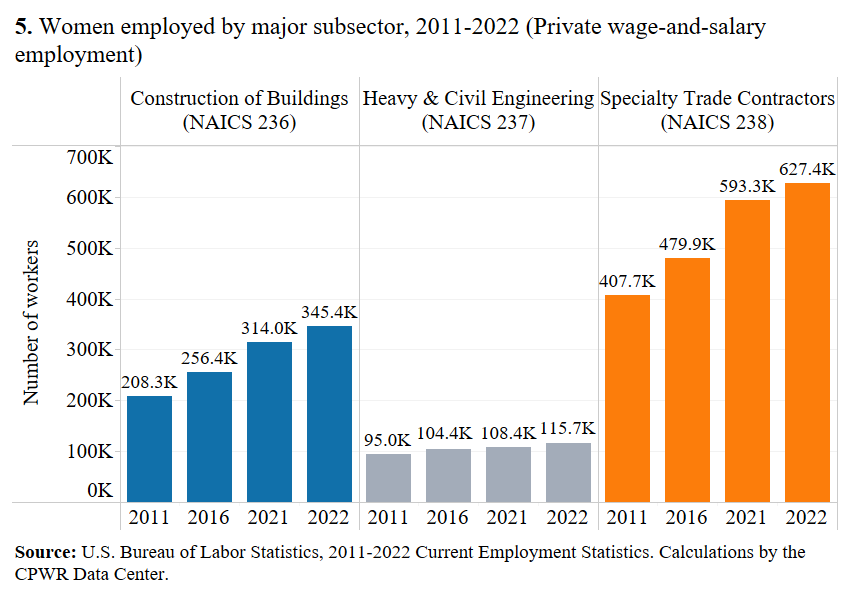 5. Women employed by major subsector, 2011-2022 (Private wage-and-salary
employment)
Construction of Buildings
(NAICS 236)
Heavy & Civil Engineering
(NAICS 237)
Specialty Trade Contractors
(NAICS 238)
Number of workers
700K
600K
500K
400K
300K
200K
100K
0K
208.3K
256.4K
314.0K
345.4K
95.0K
104.4K
108.4K
115.7K
407.7K
479.9K
593.3K
627.4K
2011 2016 2021 2022 2011 2016 2021 2022 2011 2016 2021 2022
Source: U.S. Bureau of Labor Statistics, 2011-2022 Current Employment Statistics. Calculations by the
CPWR Data Center.